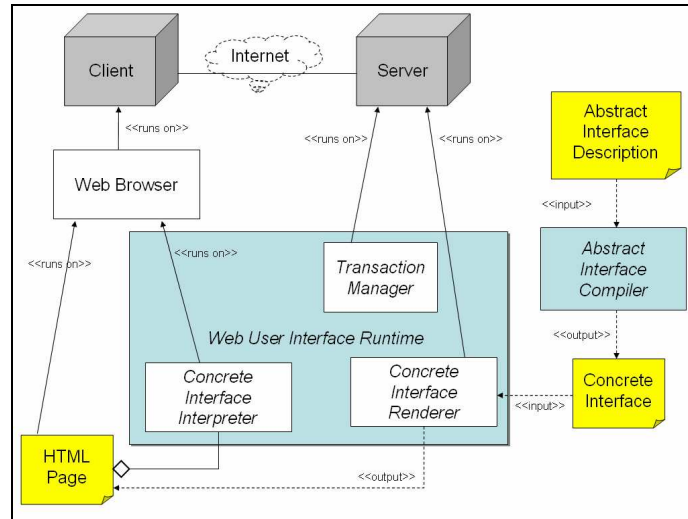 Client
Internet
Server
<<runs on>>
<<runs on>>
<<runs on>>
Abstract
Interface
Description
Web Browser
<<input>>
<<runs on>>
<<runs on>>
Transaction
Manager
Abstract
Interface
Compiler
Web User Interface Runtime
<<output>>
Concrete
Interface
Interpreter
Concrete
Interface
Renderer
<<input>>
Concrete
Interface
HTML
Page
<<output>>